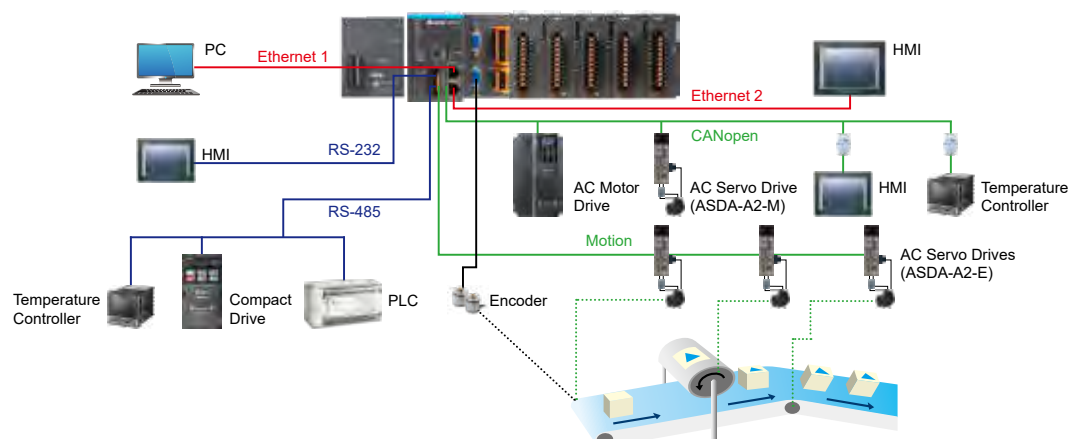 PC
Ethernet 1
HMI
Ethernet 2
CANopen
HMI
RS-232
AC Motor
Drive
AC Servo Drive
(ASDA-A2-M)
HMI
Temperature
Controller
RS-485
Motion
AC Servo Drives
(ASDA-A2-E)
Temperature
Controller
Compact
Drive
PLC
Encoder